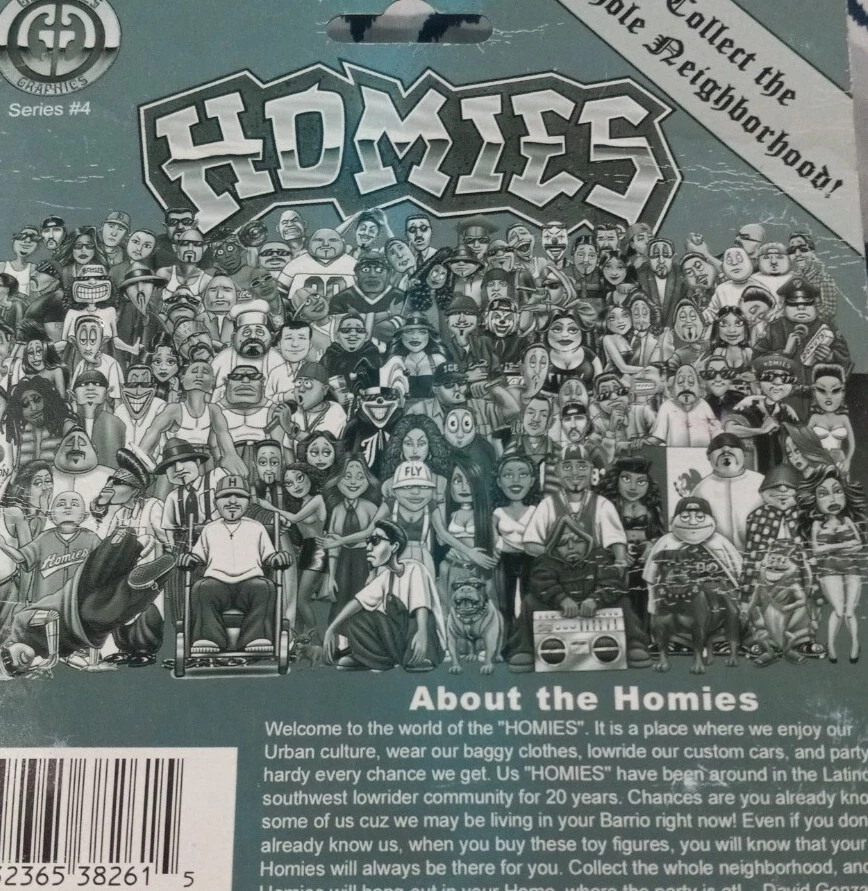 GRAPHICS
Series #4
Collect the
Neighborhood!
HOMIES
HOMIES
HOMIES
FLY
H
Homies
About the Homies
Welcome to the world of the "HOMIES". It is a place where we enjoy our
Urban culture, wear our baggy clothes, lowride our custom cars, and party
hardy every chance we get. Us "HOMIES" have been around in the Latino
southwest lowrider community for 20 years. Chances are you already kno
some of us cuz we may be living in your Barrio right now! Even if you don
already know us, when you buy these toy figures, you will know that your
Homies will always be there for you. Collect the whole neighborhood, an
38261 5